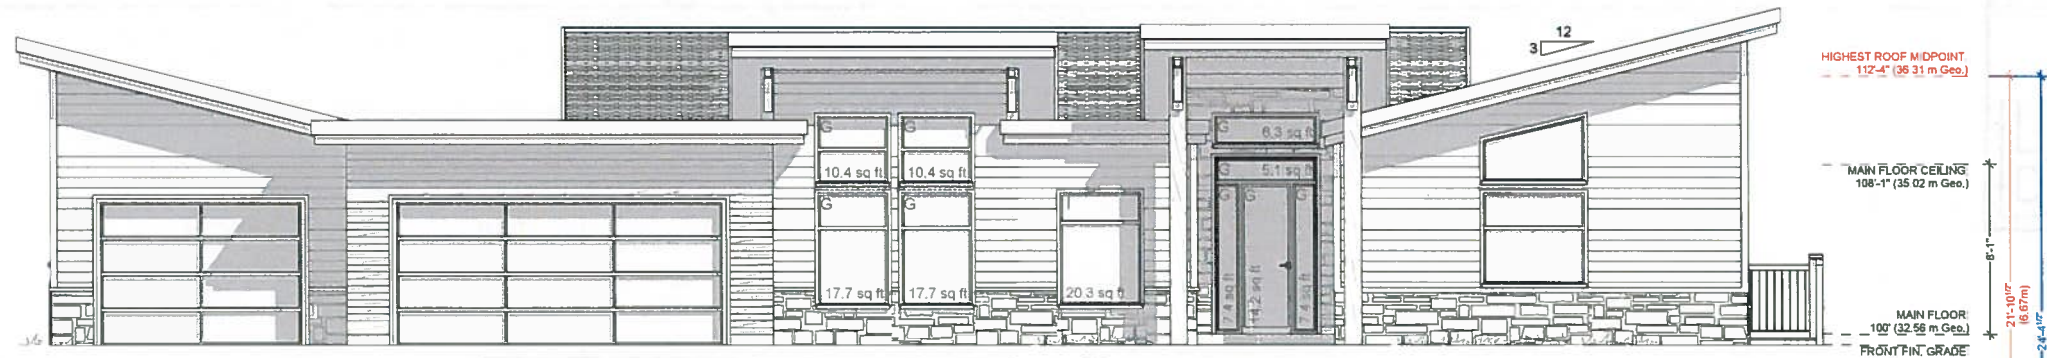 12
3
HIGHEST ROOF MIDPOINT
112'-4" (36.31 m Geo.)
G
G
G
6.3 sq ft
10.4 sq ft
10.4 sq ft
G
5.1 sq ft
MAIN FLOOR CEILING
108'-1" (35.02 m Geo.)
G
G
T
G
G
G
8'-1"
17.7 sq ft
17.7 sq ft
20.3 sq ft
7.4 sq ft
14.2 sq ft
7.4 sq ft
21'-10 1/2"
(6.67m)
24'-4 1/2"
MAIN FLOOR
100' (32.56 m Geo.)
FRONT FIN. GRADE